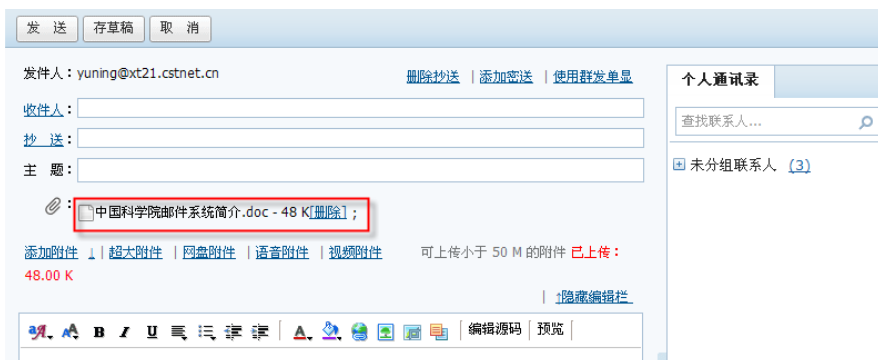 发 送 存草稿 取 消
发件人：yuning@xt21.cstnet.cn 删除抄送 | 添加密送 | 使用群发单显
个人通讯录
收件人：
查找联系人...
抄 送：
主 题：
未分组联系人 (3)
： 中国科学院邮件系统简介.doc - 48 K[删除] ;
添加附件 ↓ | 超大附件 | 网盘附件 | 语音附件 | 视频附件 可上传小于 50 M 的附件 已上传：
48.00 K
| ↑隐藏编辑栏
B I U A 编辑源码 预览